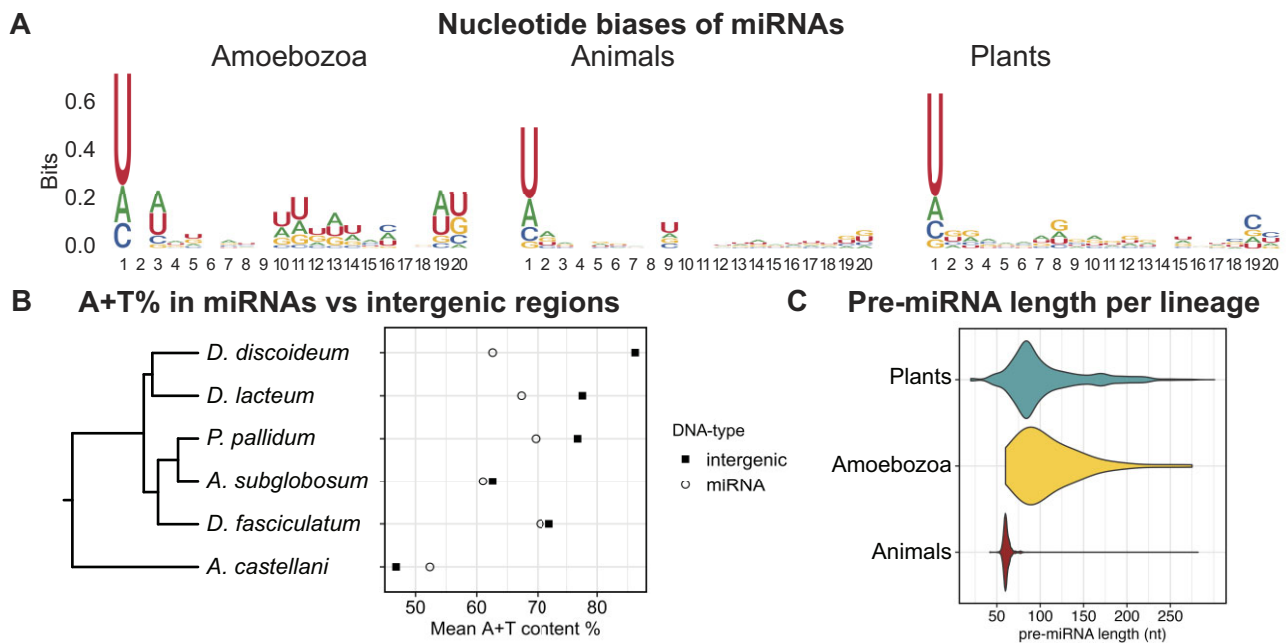 A
Nucleotide biases of miRNAs
Amoebozoa Animals Plants
Bits
0.6
0.4
0.2
0.0
U A C A U U U U A U U A C A U U G
U A C G A U
U A C G G A C
1 2 3 4 5 6 7 8 9 10 11 12 13 14 15 16 17 18 19 20
1 2 3 4 5 6 7 8 9 10 11 12 13 14 15 16 17 18 19 20
1 2 3 4 5 6 7 8 9 10 11 12 13 14 15 16 17 18 19 20
B A+T% in miRNAs vs intergenic regions
D. discoideum
D. lacteum
P. pallidum
A. subglobosum
D. fasciculatum
A. castellani
50 60 70 80
Mean A+T content %
DNA-type
intergenic
miRNA
C Pre-miRNA length per lineage
Plants
Amoebozoa
Animals
50 100 150 200 250
pre-miRNA length (nt)